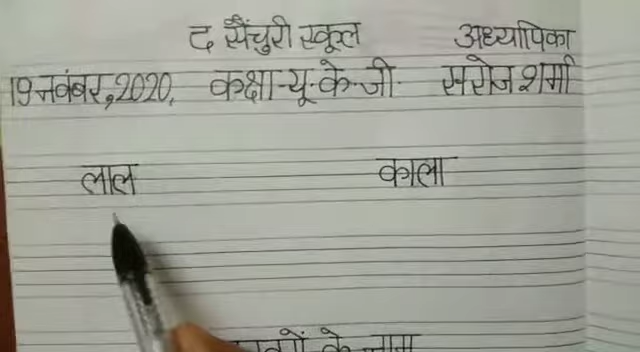 द सैंचुरी स्कूल अध्यापिका
19 नवंबर,2020, कक्षा-यू.के.जी. सरोज शर्मा
लाल काला
के नाम